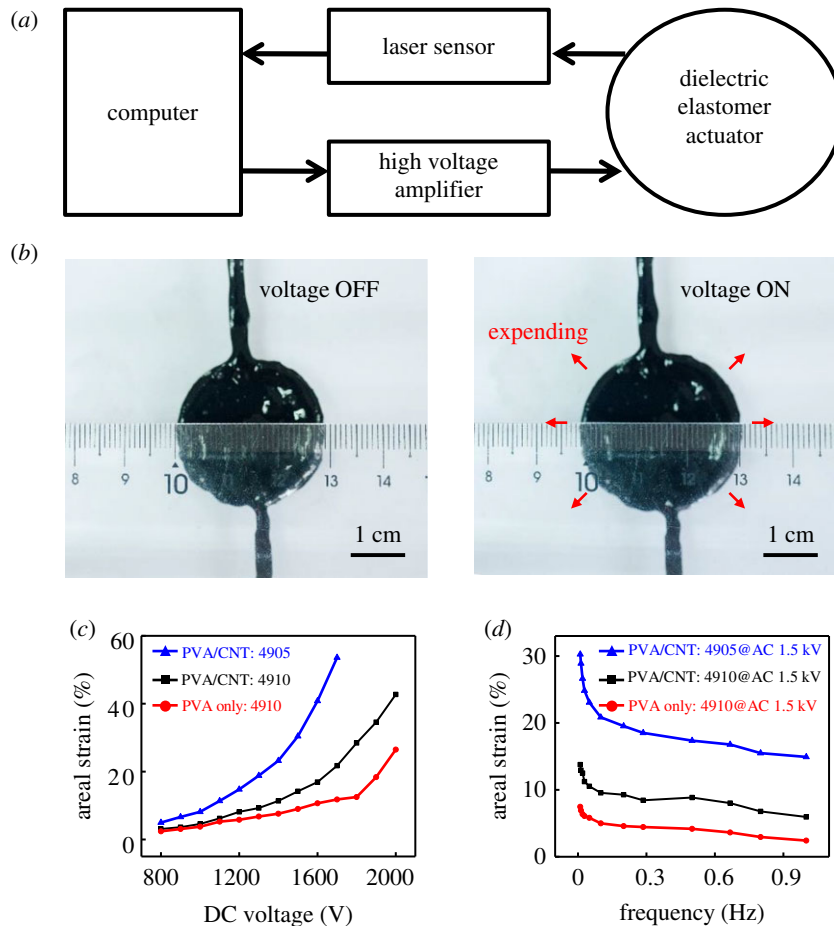 (a)
laser sensor
computer
dielectric
elastomer
actuator
high voltage
amplifier
(b)
voltage OFF
8 9 10 11 12 13 14
1 cm
voltage ON
expending
8 9 10 11 12 13 14
1 cm
(c)
60
40
20
0
areal strain (%)
PVA/CNT: 4905
PVA/CNT: 4910
PVA only: 4910
800 1200 1600 2000
DC voltage (V)
(d)
30
20
10
0
areal strain (%)
PVA/CNT: 4905@AC 1.5 kV
PVA/CNT: 4910@AC 1.5 kV
PVA only: 4910@AC 1.5 kV
0 0.3 0.6 0.9
frequency (Hz)